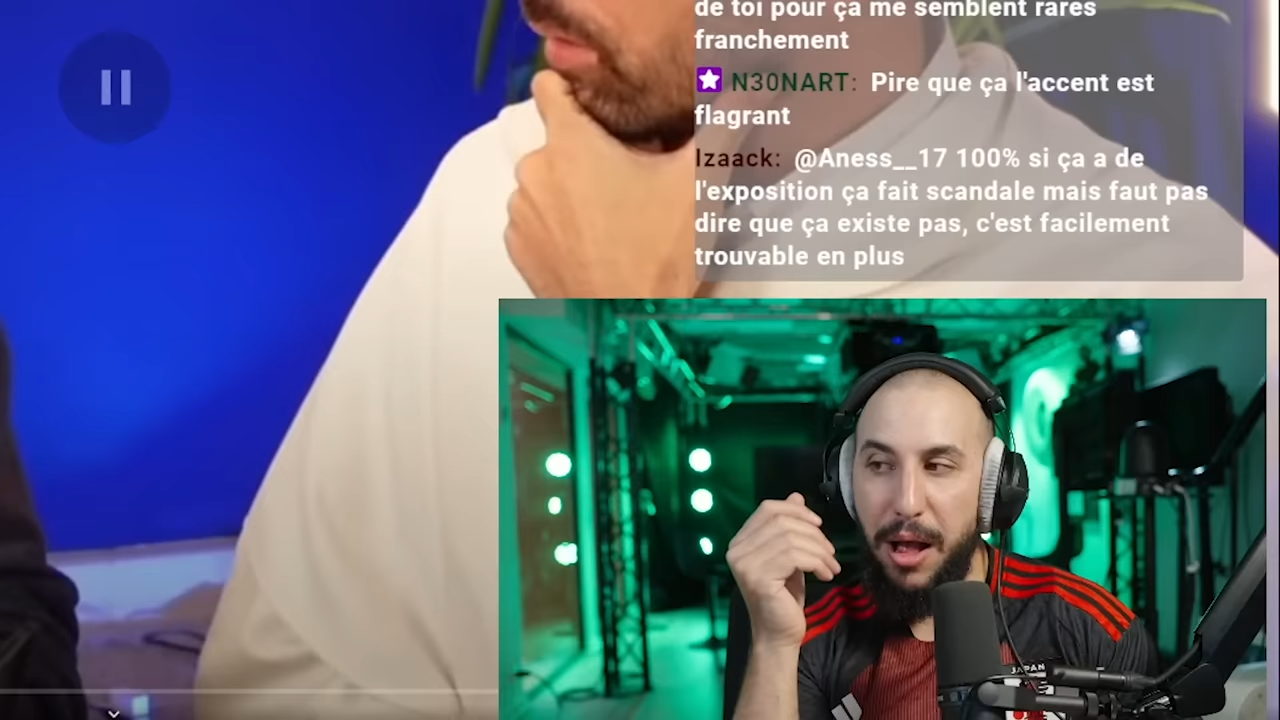 de toi pour ça me semblent rares
franchement
N30NART: Pire que ça l'accent est
flagrant
Izaack: @Aness__17 100% si ça a de
l'exposition ça fait scandale mais faut pas
dire que ça existe pas, c'est facilement
trouvable en plus
JAPAN